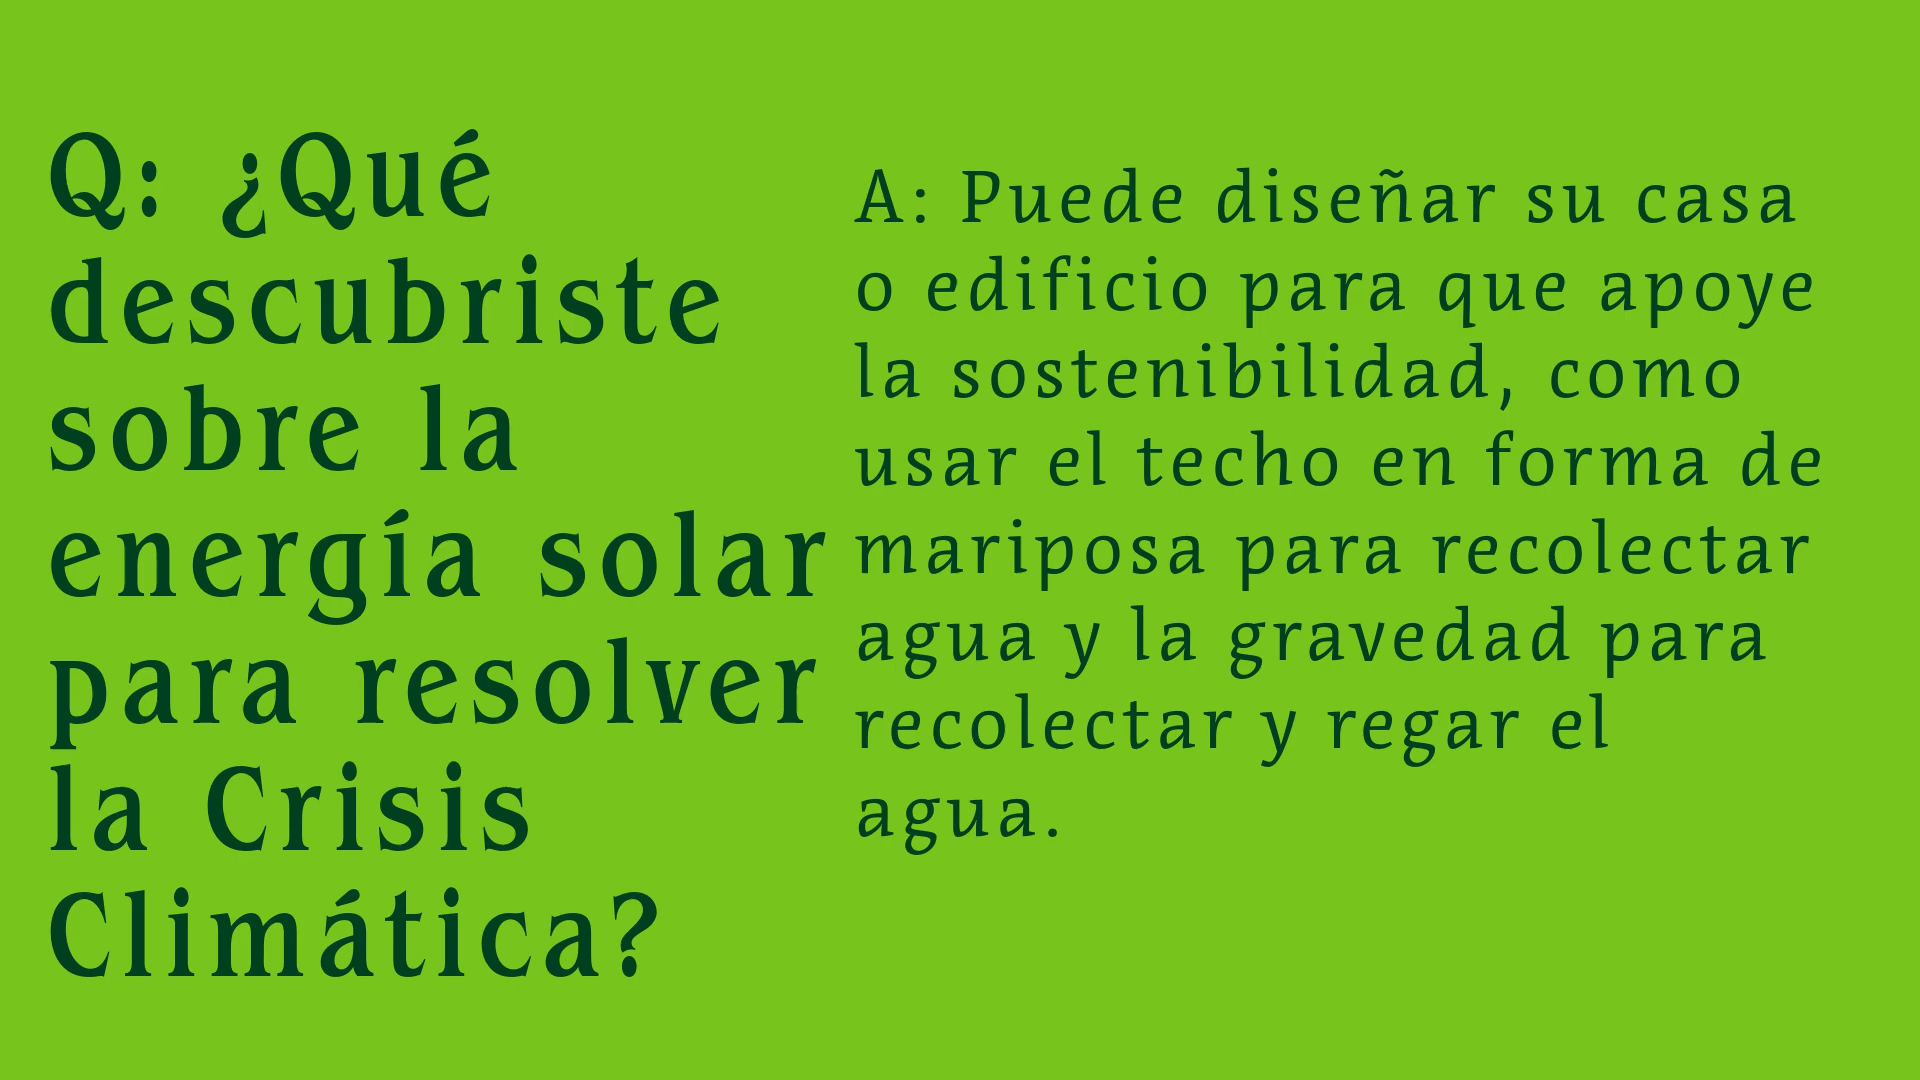 Q: ¿Qué
descubriste
sobre la
energía solar
para resolver
la Crisis
Climática?
A: Puede diseñar su casa
o edificio para que apoye
la sostenibilidad, como
usar el techo en forma de
mariposa para recolectar
agua y la gravedad para
recolectar y regar el
agua.